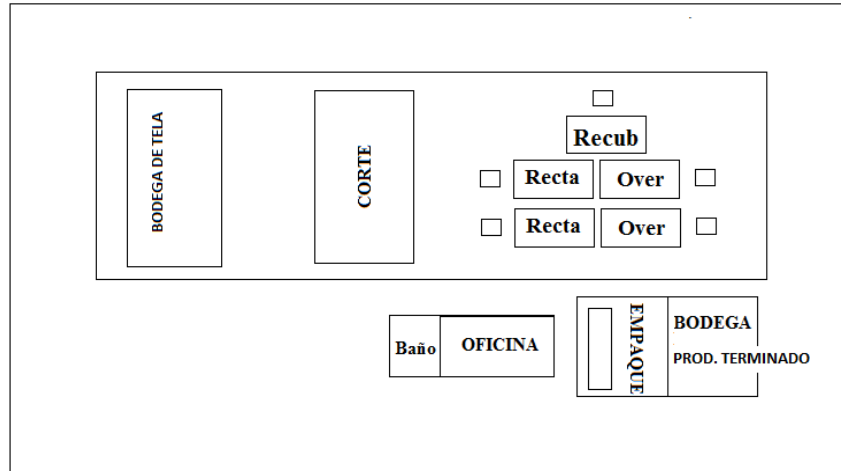 BODEGA DE TELA
CORTE
Recub
Recta
Over
Recta
Over
Baño
OFICINA
EMPAQUE
BODEGA
PROD. TERMINADO